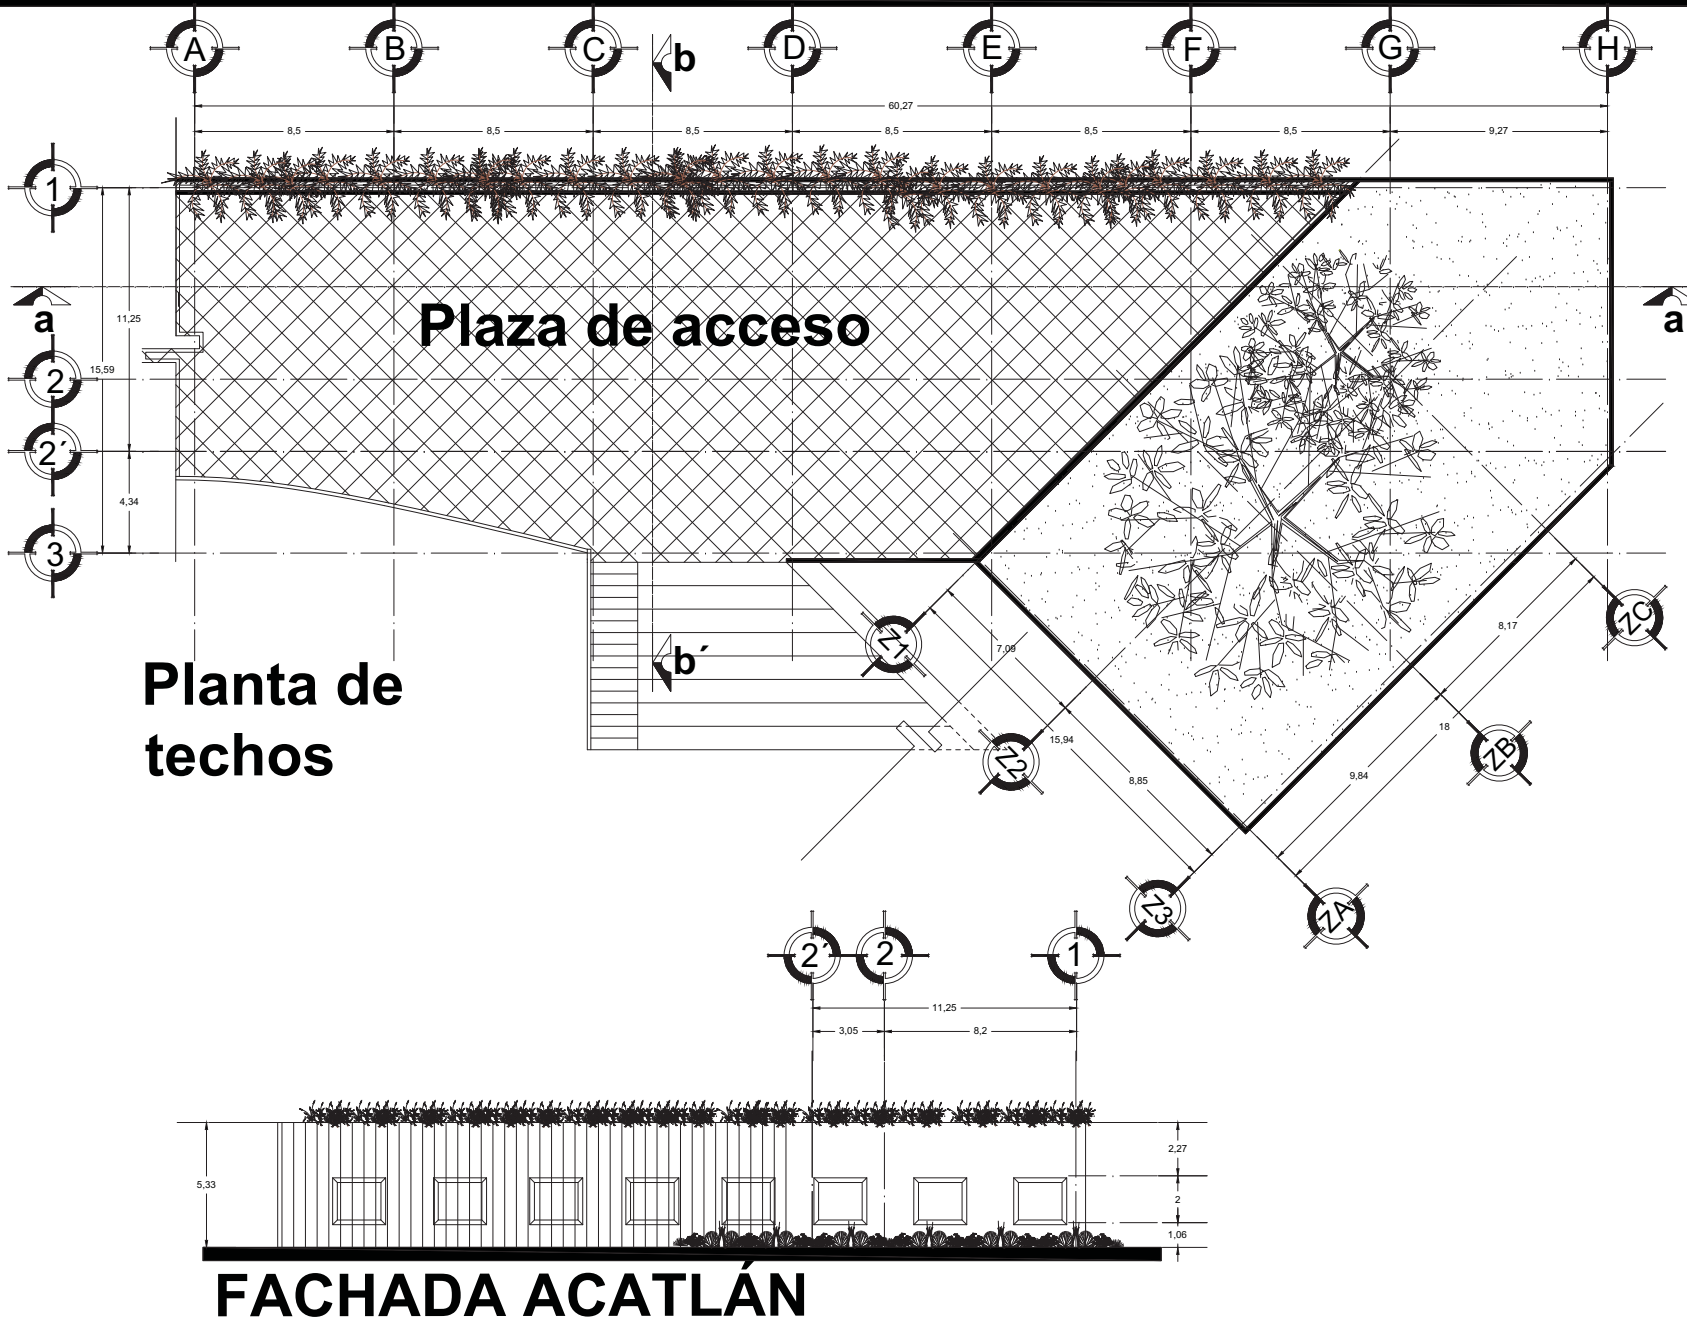 A B C b D E F G H
60,27
8,5 8,5 8,5 8,5 8,5 8,5 9,27
1
a
11,25
Plaza de acceso
a
15,59
2
2´
4,34
3
Z1
7,09
8,17
ZC
b´
Planta de
techos
Z2
15,94
18
ZB
8,85
9,84
Z3
ZA
2´ 2 1
11,25
3,05 8,2
5,33
2,27
2
1,06
FACHADA ACATLÁN